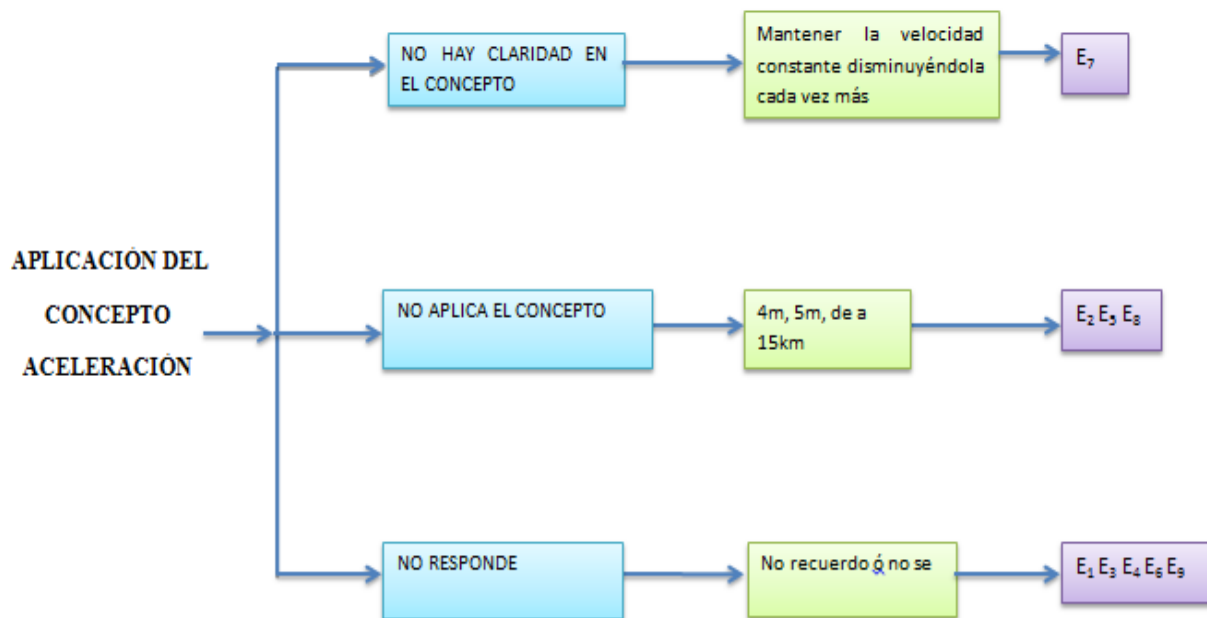 NO HAY CLARIDAD EN
EL CONCEPTO
Mantener la velocidad
constante disminuyéndola
cada vez más
E₇
APLICACIÓN DEL
CONCEPTO
ACELERACIÓN
NO APLICA EL CONCEPTO
4m, 5m, de a
15km
E₂ E₅ E₈
NO RESPONDE
No recuerdo ó no se
E₁ E₃ E₄ E₆ E₉